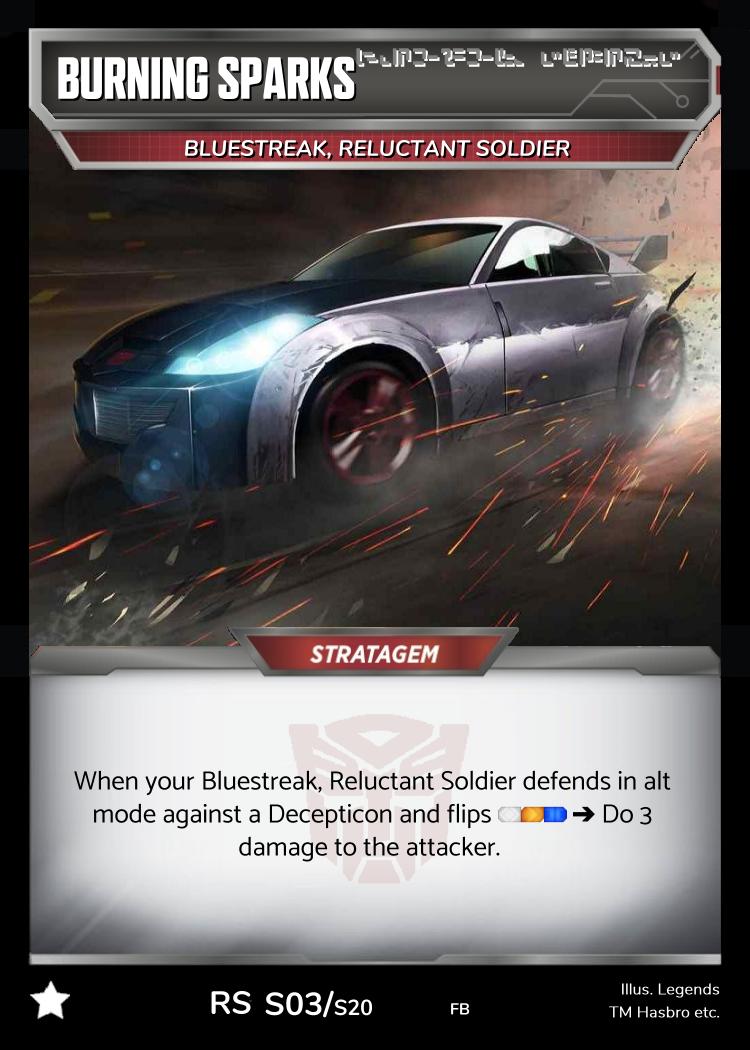 BURNING SPARKS
BLUESTREAK, RELUCTANT SOLDIER
STRATAGEM
When your Bluestreak, Reluctant Soldier defends in alt
mode against a Decepticon and flips ➔ Do 3
damage to the attacker.
RS S03/S20
FB
Illus. Legends
TM Hasbro etc.